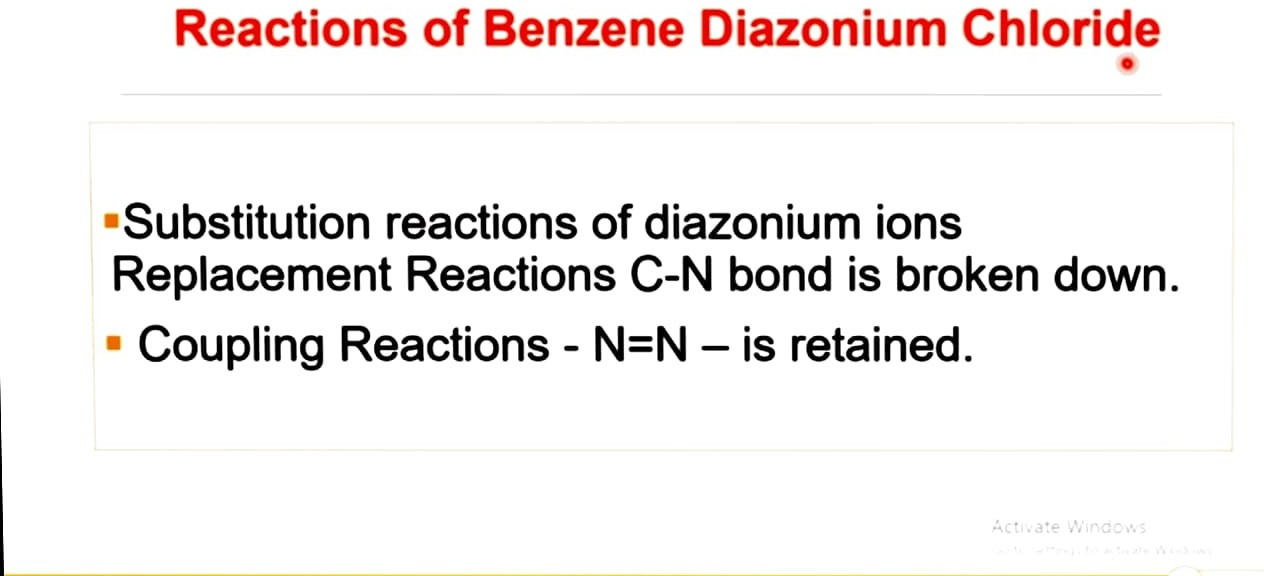 Reactions of Benzene Diazonium Chloride
▪Substitution reactions of diazonium ions
Replacement Reactions C-N bond is broken down.
▪ Coupling Reactions - N=N – is retained.
Activate Windows